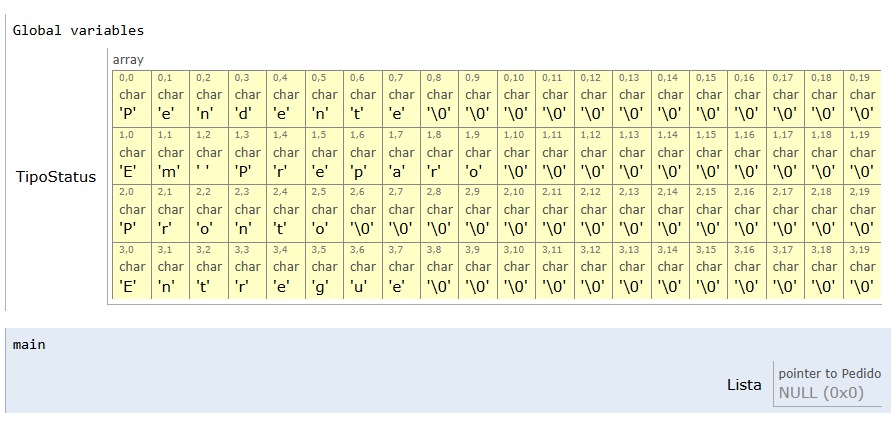 Global variables
array
0,0 0,1 0,2 0,3 0,4 0,5 0,6 0,7 0,8 0,9 0,10 0,11 0,12 0,13 0,14 0,15 0,16 0,17 0,18 0,19
char char char char char char char char char char char char char char char char char char char char
'P' 'e' 'n' 'd' 'e' 'n' 't' 'e' '\0' '\0' '\0' '\0' '\0' '\0' '\0' '\0' '\0' '\0' '\0' '\0'
1,0 1,1 1,2 1,3 1,4 1,5 1,6 1,7 1,8 1,9 1,10 1,11 1,12 1,13 1,14 1,15 1,16 1,17 1,18 1,19
char char char char char char char char char char char char char char char char char char char char
'E' 'm' ' ' 'P' 'r' 'e' 'p' 'a' 'r' 'o' '\0' '\0' '\0' '\0' '\0' '\0' '\0' '\0' '\0' '\0'
TipoStatus
2,0 2,1 2,2 2,3 2,4 2,5 2,6 2,7 2,8 2,9 2,10 2,11 2,12 2,13 2,14 2,15 2,16 2,17 2,18 2,19
char char char char char char char char char char char char char char char char char char char char
'P' 'r' 'o' 'n' 't' 'o' '\0' '\0' '\0' '\0' '\0' '\0' '\0' '\0' '\0' '\0' '\0' '\0' '\0' '\0'
3,0 3,1 3,2 3,3 3,4 3,5 3,6 3,7 3,8 3,9 3,10 3,11 3,12 3,13 3,14 3,15 3,16 3,17 3,18 3,19
char char char char char char char char char char char char char char char char char char char char
'E' 'n' 't' 'r' 'e' 'g' 'u' 'e' '\0' '\0' '\0' '\0' '\0' '\0' '\0' '\0' '\0' '\0' '\0' '\0'
main
pointer to Pedido
Lista
NULL (0x0)